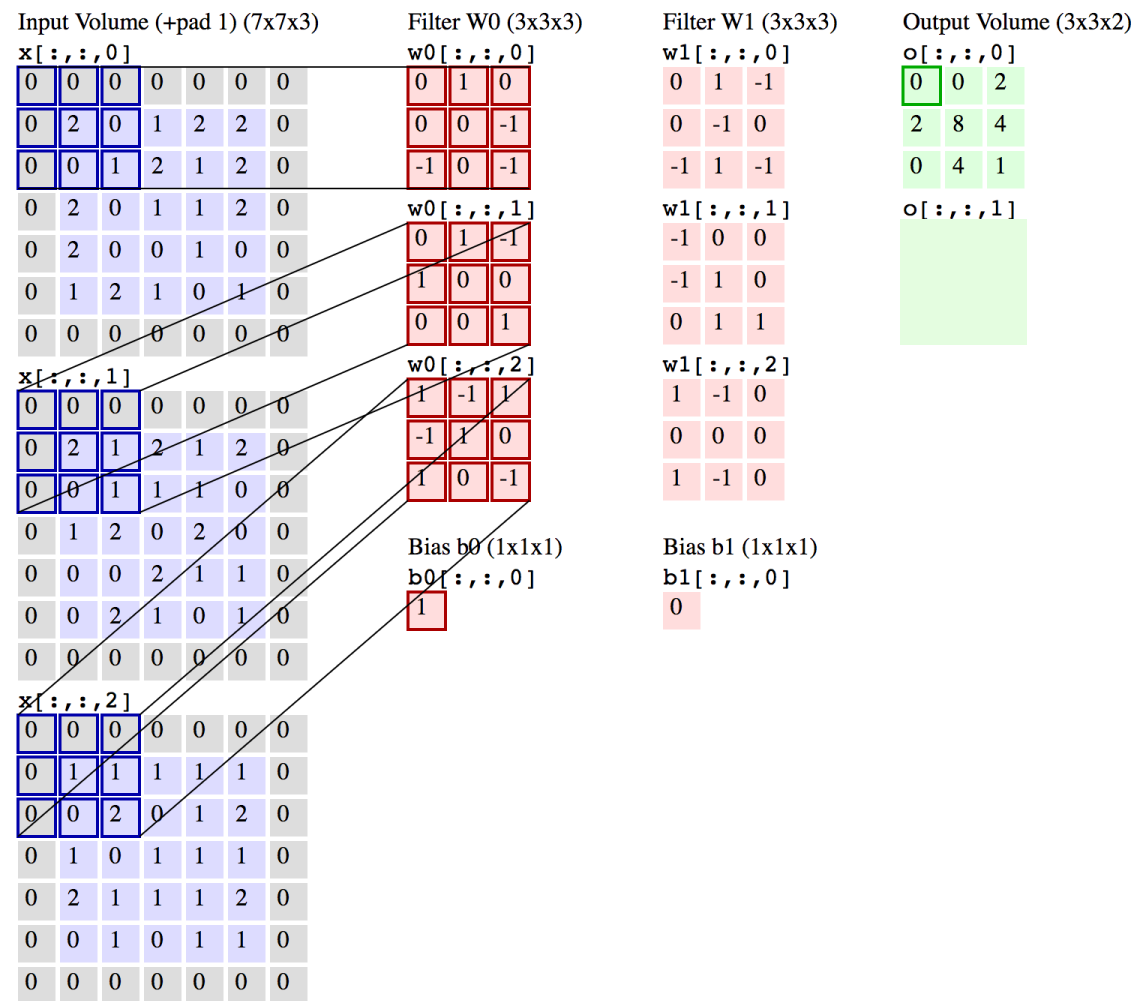 Input Volume (+pad 1) (7x7x3)
x[:,:,0]
0 0 0 0 0 0 0
0 2 0 1 2 2 0
0 0 1 2 1 2 0
0 2 0 1 1 2 0
0 2 0 0 1 0 0
0 1 2 1 0 1 0
0 0 0 0 0 0 0
x[:,:,1]
0 0 0 0 0 0 0
0 2 1 2 1 2 0
0 0 1 1 1 0 0
0 1 2 0 2 0 0
0 0 0 2 1 1 0
0 0 2 1 0 1 0
0 0 0 0 0 0 0
x[:,:,2]
0 0 0 0 0 0 0
0 1 1 1 1 1 0
0 0 2 0 1 2 0
0 1 0 1 1 1 0
0 2 1 1 1 2 0
0 0 1 0 1 1 0
0 0 0 0 0 0 0
Filter W0 (3x3x3)
w0[:,:,0]
0 1 0
0 0 -1
-1 0 -1
w0[:,:,1]
0 1 -1
1 0 0
0 0 1
w0[:,:,2]
1 -1 1
-1 1 0
1 0 -1
Bias b0 (1x1x1)
b0[:,:,0]
1
Filter W1 (3x3x3)
w1[:,:,0]
0 1 -1
0 -1 0
-1 1 -1
w1[:,:,1]
-1 0 0
-1 1 0
0 1 1
w1[:,:,2]
1 -1 0
0 0 0
1 -1 0
Bias b1 (1x1x1)
b1[:,:,0]
0
Output Volume (3x3x2)
o[:,:,0]
0 0 2
2 8 4
0 4 1
o[:,:,1]